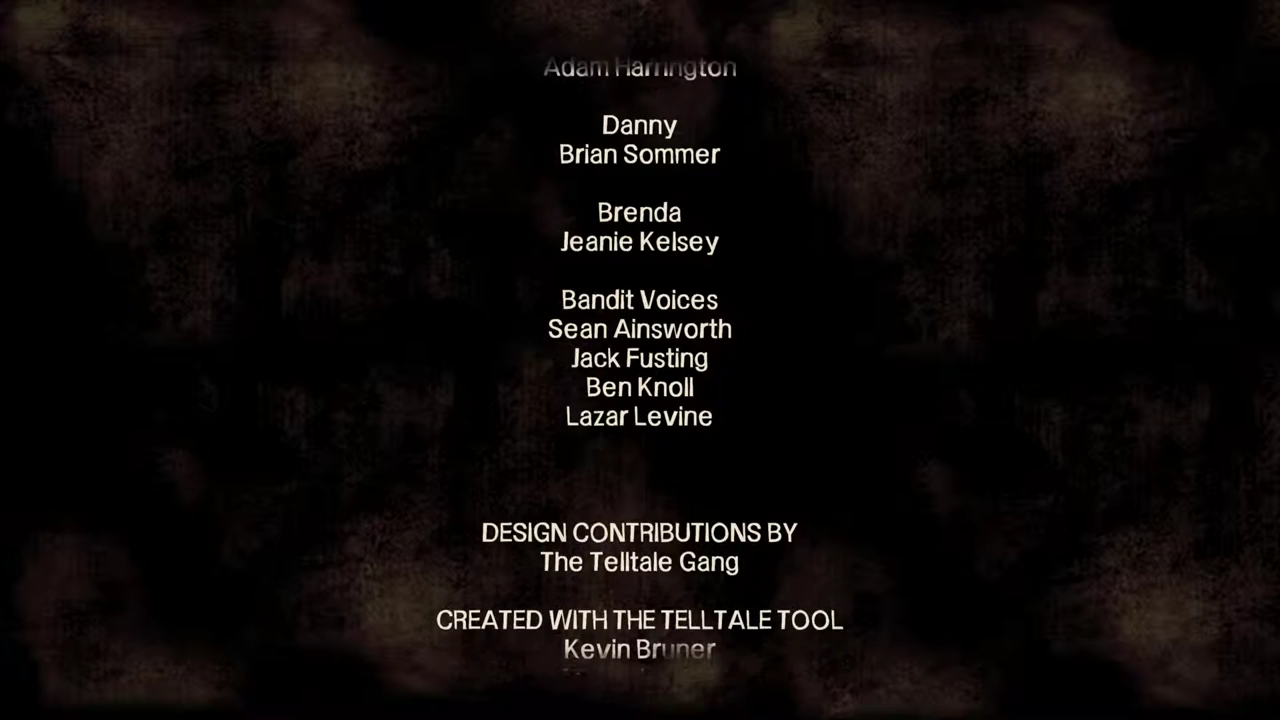 Adam Harrington
Danny
Brian Sommer
Brenda
Jeanie Kelsey
Bandit Voices
Sean Ainsworth
Jack Fusting
Ben Knoll
Lazar Levine
DESIGN CONTRIBUTIONS BY
The Telltale Gang
CREATED WITH THE TELLTALE TOOL
Kevin Bruner